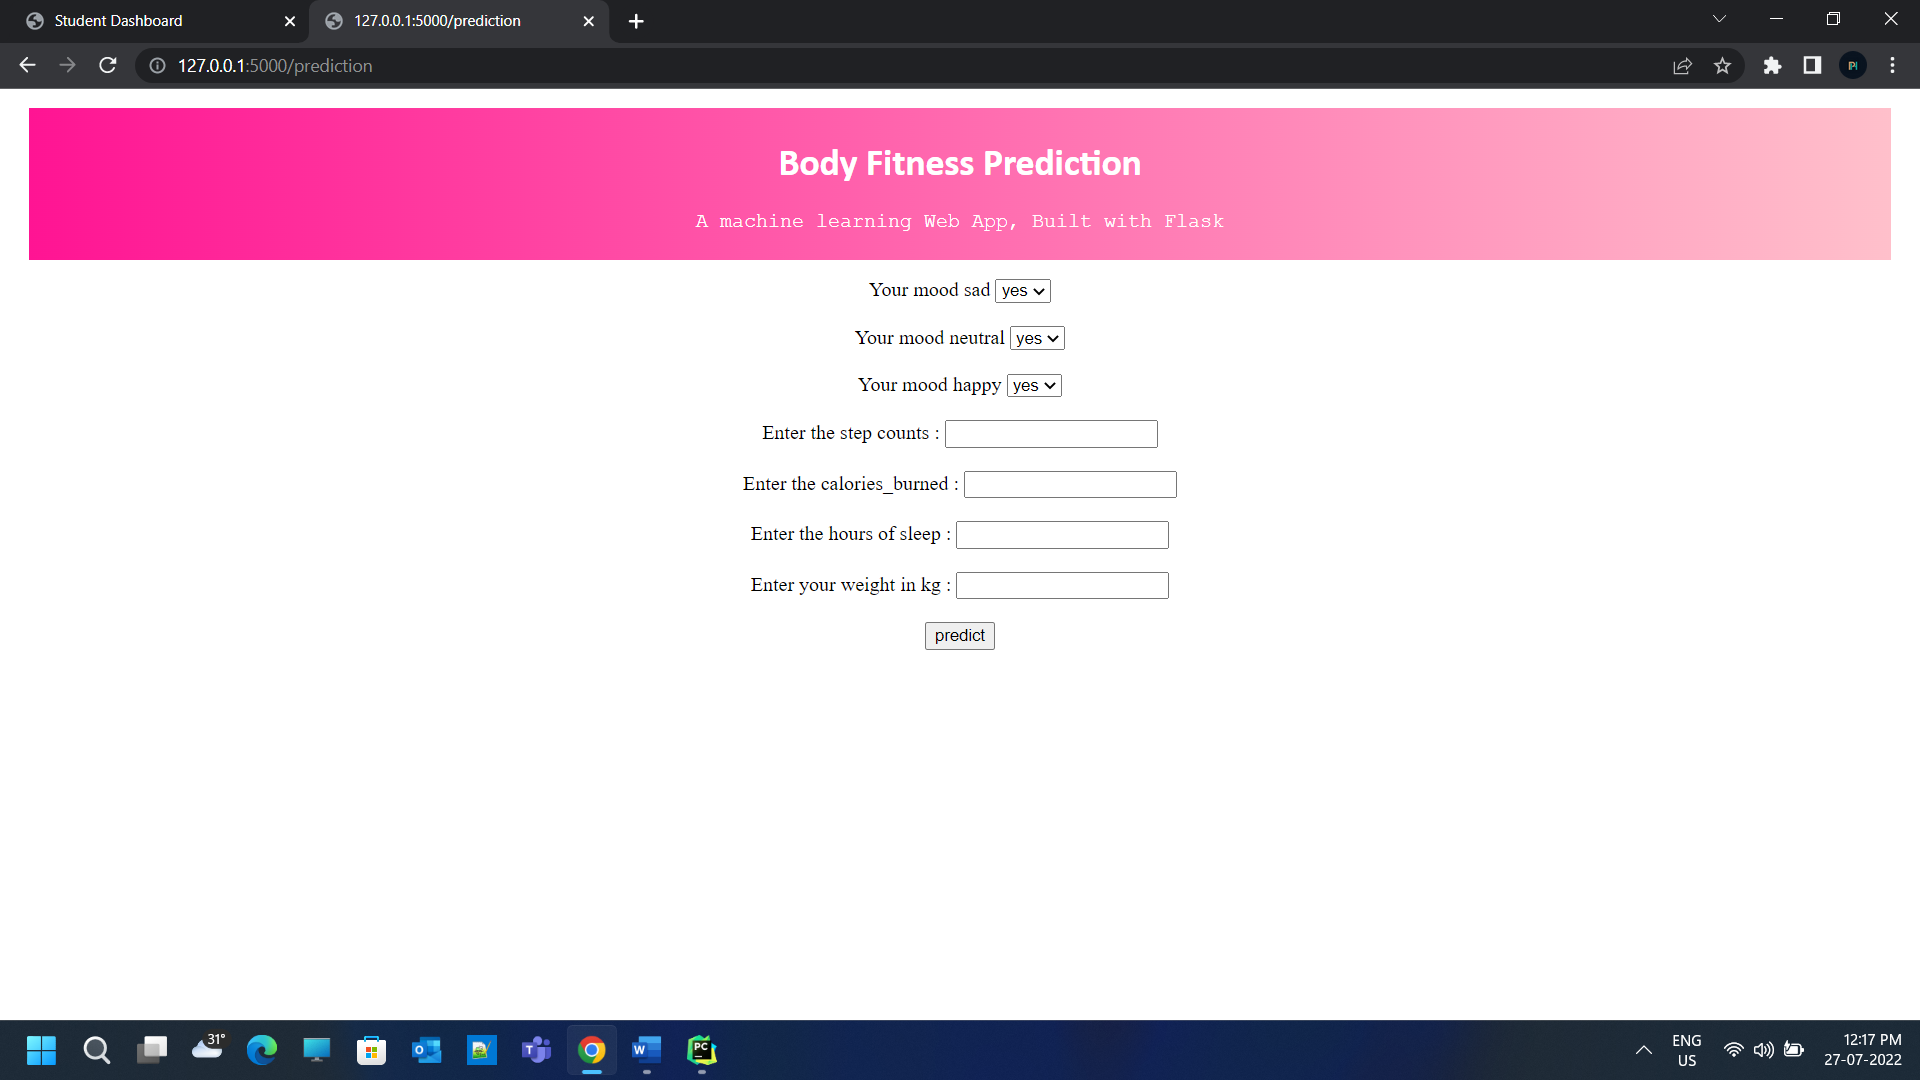 Student Dashboard
127.0.0.1:5000/prediction
127.0.0.1:5000/prediction
Body Fitness Prediction
A machine learning Web App, Built with Flask
Your mood sad yes
Your mood neutral yes
Your mood happy yes
Enter the step counts :
Enter the calories_burned :
Enter the hours of sleep :
Enter your weight in kg :
predict
31°
PC
ENG
US
12:17 PM
27-07-2022